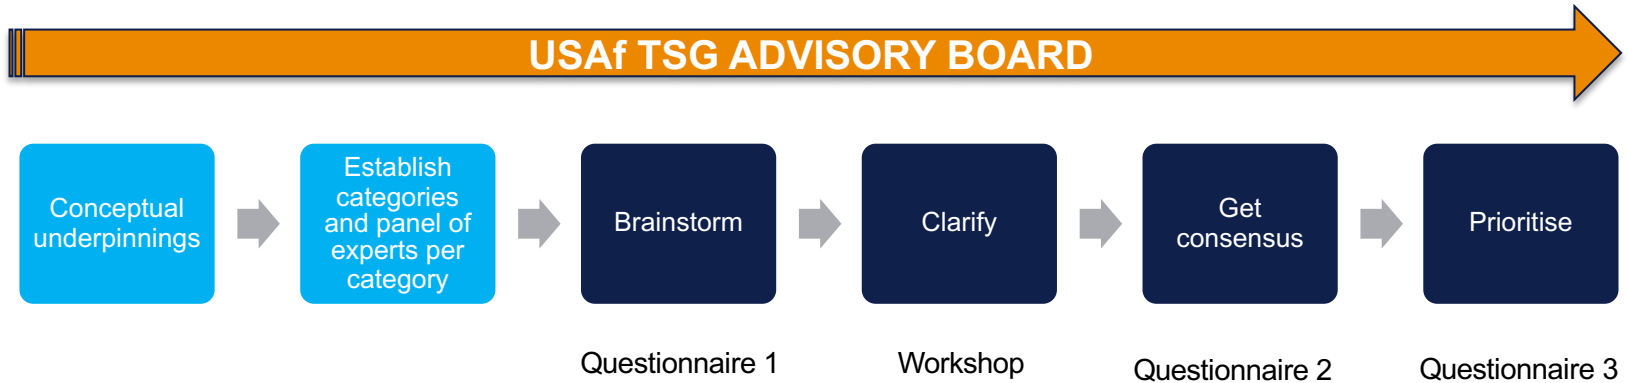 USAf TSG ADVISORY BOARD
Conceptual
underpinnings
Establish
categories
and panel of
experts per
category
Brainstorm
Clarify
Get
consensus
Prioritise
Questionnaire 1
Workshop
Questionnaire 2
Questionnaire 3